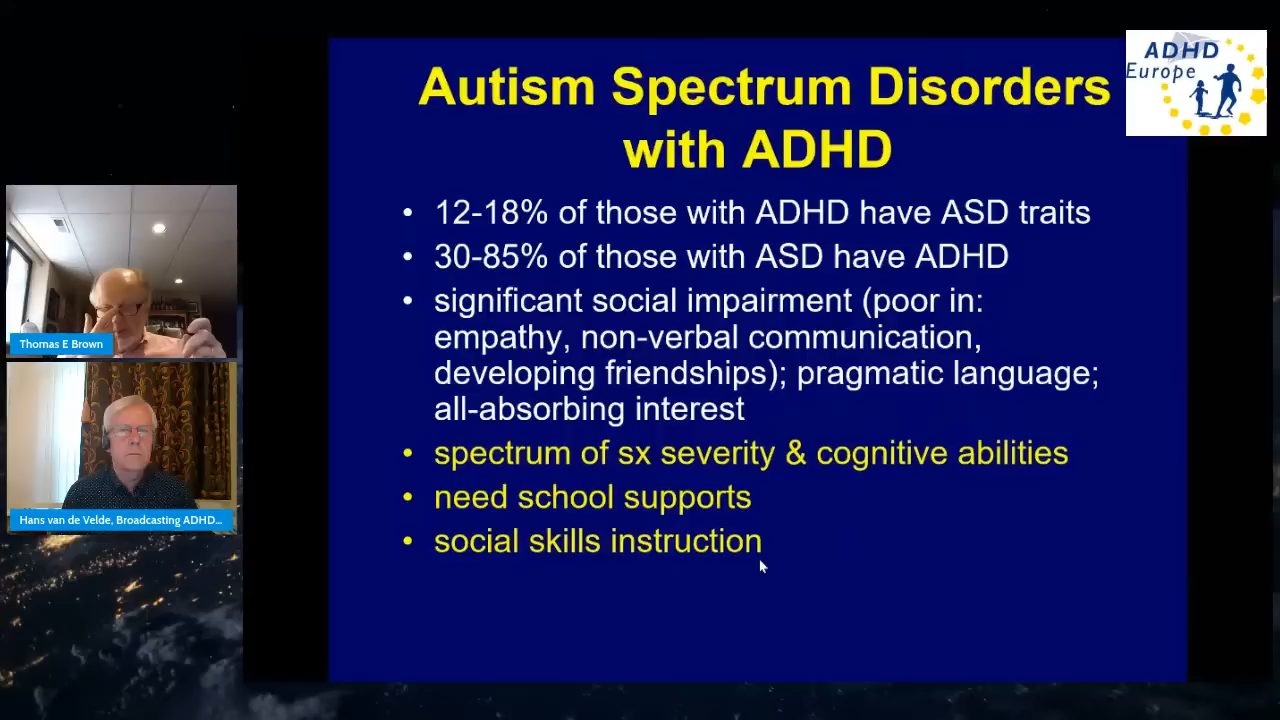 ADHD
Europe
Autism Spectrum Disorders
with ADHD
• 12-18% of those with ADHD have ASD traits
• 30-85% of those with ASD have ADHD
• significant social impairment (poor in:
empathy, non-verbal communication,
developing friendships); pragmatic language;
all-absorbing interest
• spectrum of sx severity & cognitive abilities
• need school supports
• social skills instruction
Thomas E Brown
Hans van de Velde, Broadcasting ADHD...